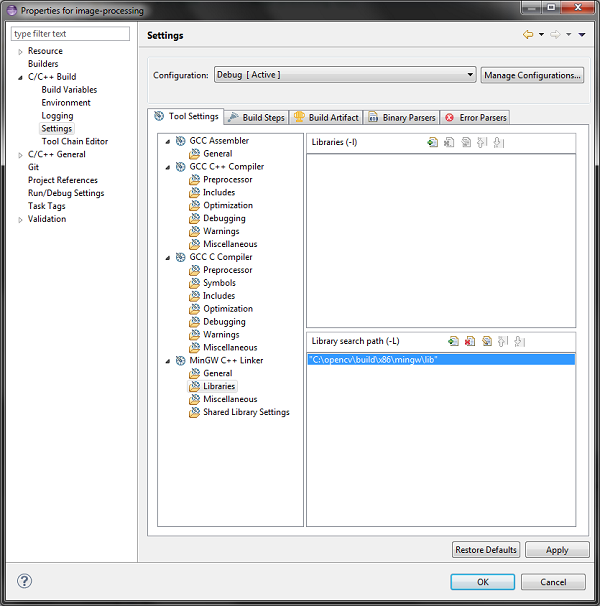 Properties for image-processing
type filter text
Settings
Resource
Builders
C/C++ Build
Build Variables
Environment
Logging
Settings
Tool Chain Editor
C/C++ General
Git
Project References
Run/Debug Settings
Task Tags
Validation
Configuration:
Debug [ Active ]
Manage Configurations...
Tool Settings
Build Steps
Build Artifact
Binary Parsers
Error Parsers
GCC Assembler
General
GCC C++ Compiler
Preprocessor
Includes
Optimization
Debugging
Warnings
Miscellaneous
GCC C Compiler
Preprocessor
Symbols
Includes
Optimization
Debugging
Warnings
Miscellaneous
MinGW C++ Linker
General
Libraries
Miscellaneous
Shared Library Settings
Libraries (-l)
Library search path (-L)
"C:\opencv\build\x86\mingw\lib"
Restore Defaults
Apply
?
OK
Cancel